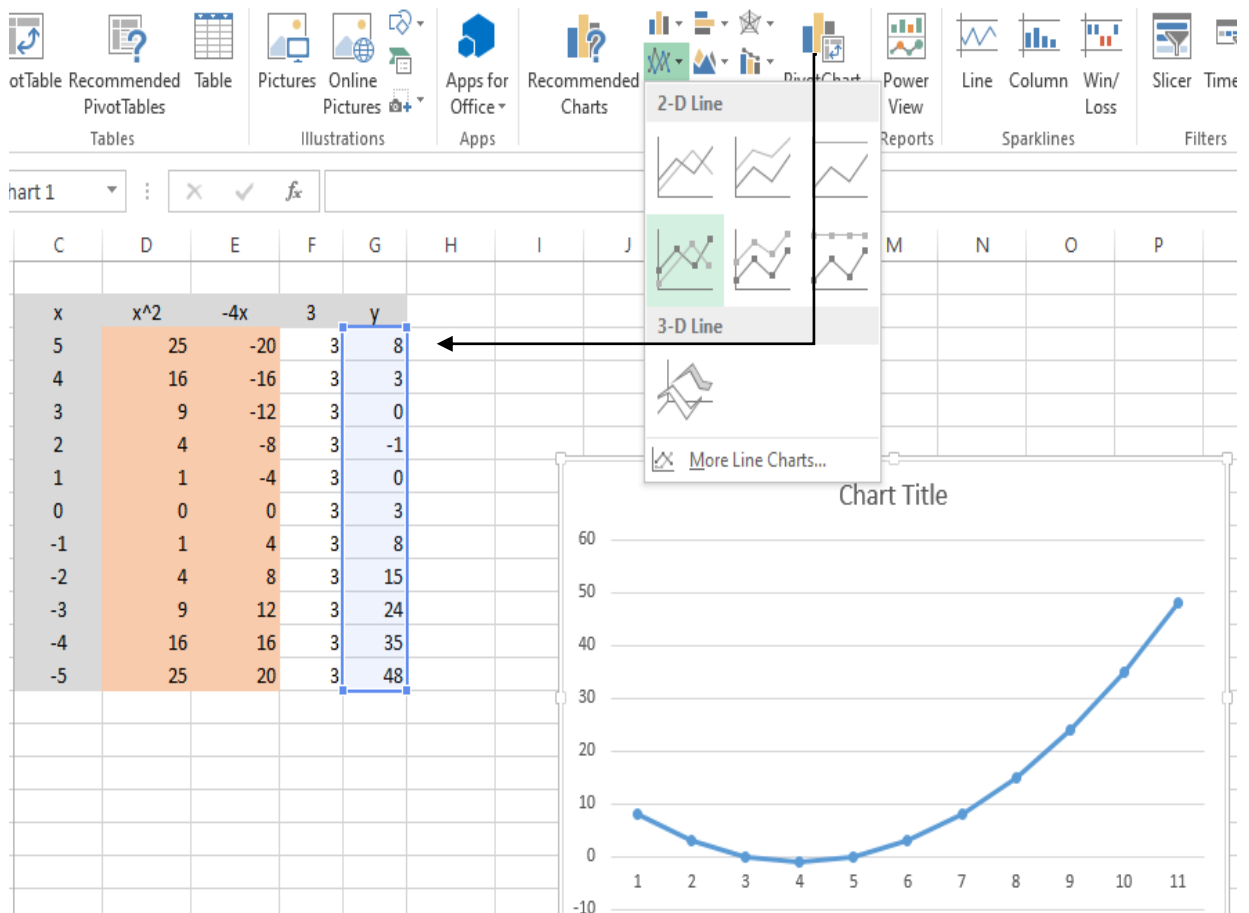 otTable Recommended PivotTables Table Pictures Online Pictures Apps for Office Recommended Charts PivotChart Power View Line Column Win/ Loss Slicer Time
Tables Illustrations Apps Reports Sparklines Filters
2-D Line
3-D Line
More Line Charts...
hart 1 fx
C D E F G H I J M N O P
x x^2 -4x 3 y
5 25 -20 3 8
4 16 -16 3 3
3 9 -12 3 0
2 4 -8 3 -1
1 1 -4 3 0
0 0 0 3 3
-1 1 4 3 8
-2 4 8 3 15
-3 9 12 3 24
-4 16 16 3 35
-5 25 20 3 48
Chart Title
60
50
40
30
20
10
0
-10
1 2 3 4 5 6 7 8 9 10 11